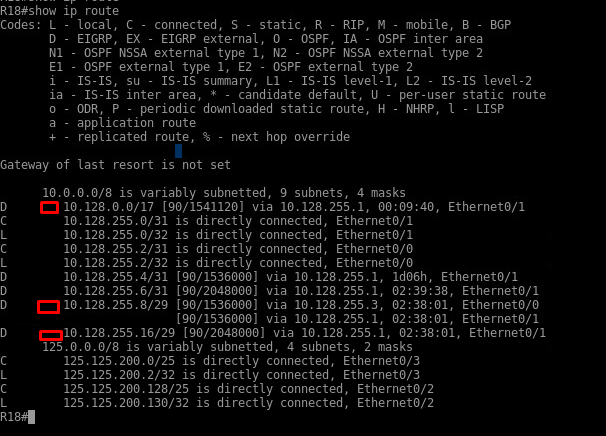 R18#show ip route
Codes: L - local, C - connected, S - static, R - RIP, M - mobile, B - BGP
D - EIGRP, EX - EIGRP external, O - OSPF, IA - OSPF inter area
N1 - OSPF NSSA external type 1, N2 - OSPF NSSA external type 2
E1 - OSPF external type 1, E2 - OSPF external type 2
i - IS-IS, su - IS-IS summary, L1 - IS-IS level-1, L2 - IS-IS level-2
ia - IS-IS inter area, * - candidate default, U - per-user static route
o - ODR, P - periodic downloaded static route, H - NHRP, l - LISP
a - application route
+ - replicated route, % - next hop override
Gateway of last resort is not set
10.0.0.0/8 is variably subnetted, 9 subnets, 4 masks
D 10.128.0.0/17 [90/1541120] via 10.128.255.1, 00:09:40, Ethernet0/1
C 10.128.255.0/31 is directly connected, Ethernet0/1
L 10.128.255.0/32 is directly connected, Ethernet0/1
C 10.128.255.2/31 is directly connected, Ethernet0/0
L 10.128.255.2/32 is directly connected, Ethernet0/0
D 10.128.255.4/31 [90/1536000] via 10.128.255.1, 1d06h, Ethernet0/1
D 10.128.255.6/31 [90/2048000] via 10.128.255.1, 02:39:38, Ethernet0/1
D 10.128.255.8/29 [90/1536000] via 10.128.255.3, 02:38:01, Ethernet0/0
[90/1536000] via 10.128.255.1, 02:38:01, Ethernet0/1
D 10.128.255.16/29 [90/2048000] via 10.128.255.1, 02:38:01, Ethernet0/1
125.0.0.0/8 is variably subnetted, 4 subnets, 2 masks
C 125.125.200.0/25 is directly connected, Ethernet0/3
L 125.125.200.2/32 is directly connected, Ethernet0/3
C 125.125.200.128/25 is directly connected, Ethernet0/2
L 125.125.200.130/32 is directly connected, Ethernet0/2
R18#